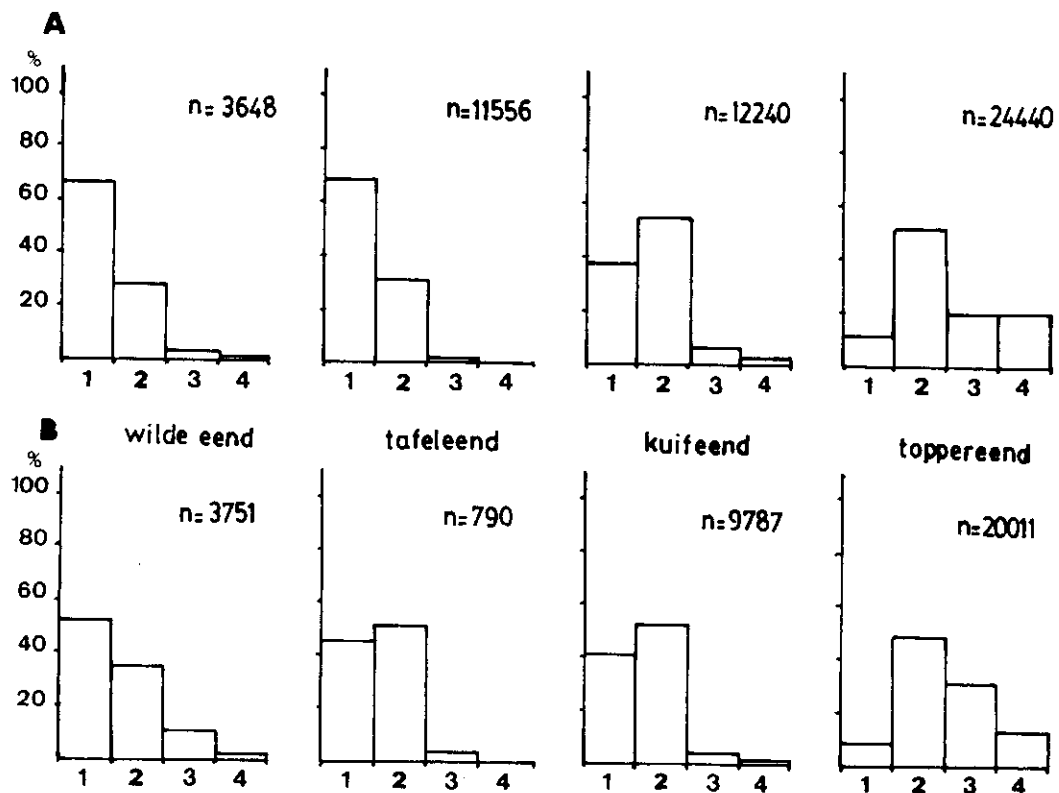 A
%
100
80
60
40
20
n= 3648
n=11556
n=12240
n=24440
1 2 3 4
1 2 3 4
1 2 3 4
1 2 3 4
wilde eend
tafeleend
kuifeend
toppereend
B
%
100
80
60
40
20
n= 3751
n=790
n=9787
n=20011
1 2 3 4
1 2 3 4
1 2 3 4
1 2 3 4